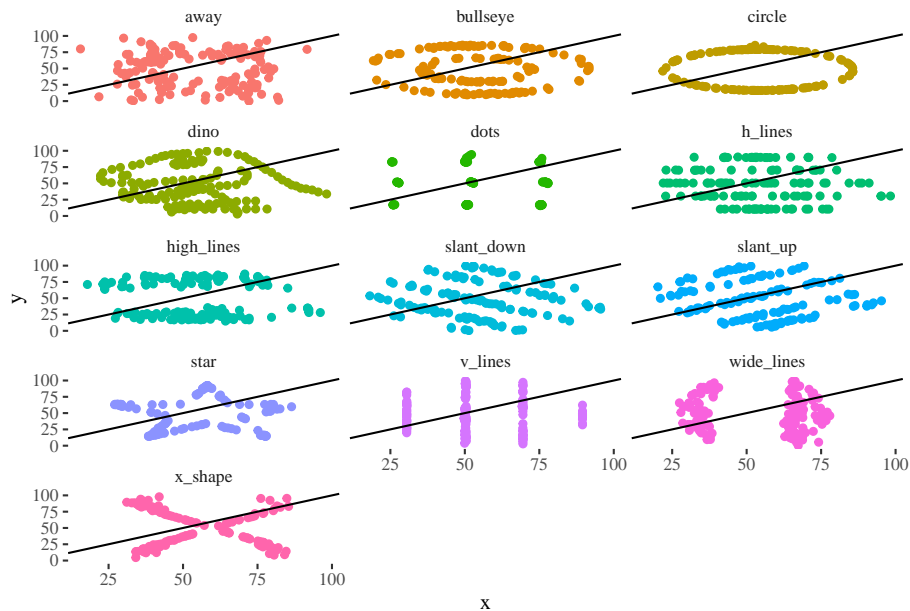 away bullseye circle
100
75
50
25
0
dino dots h_lines
100
75
50
25
0
high_lines slant_down slant_up
100
75
50
25
0
y
star v_lines wide_lines
100
75
50
25
0
25 50 75 100 25 50 75 100
x_shape
100
75
50
25
0
25 50 75 100
x